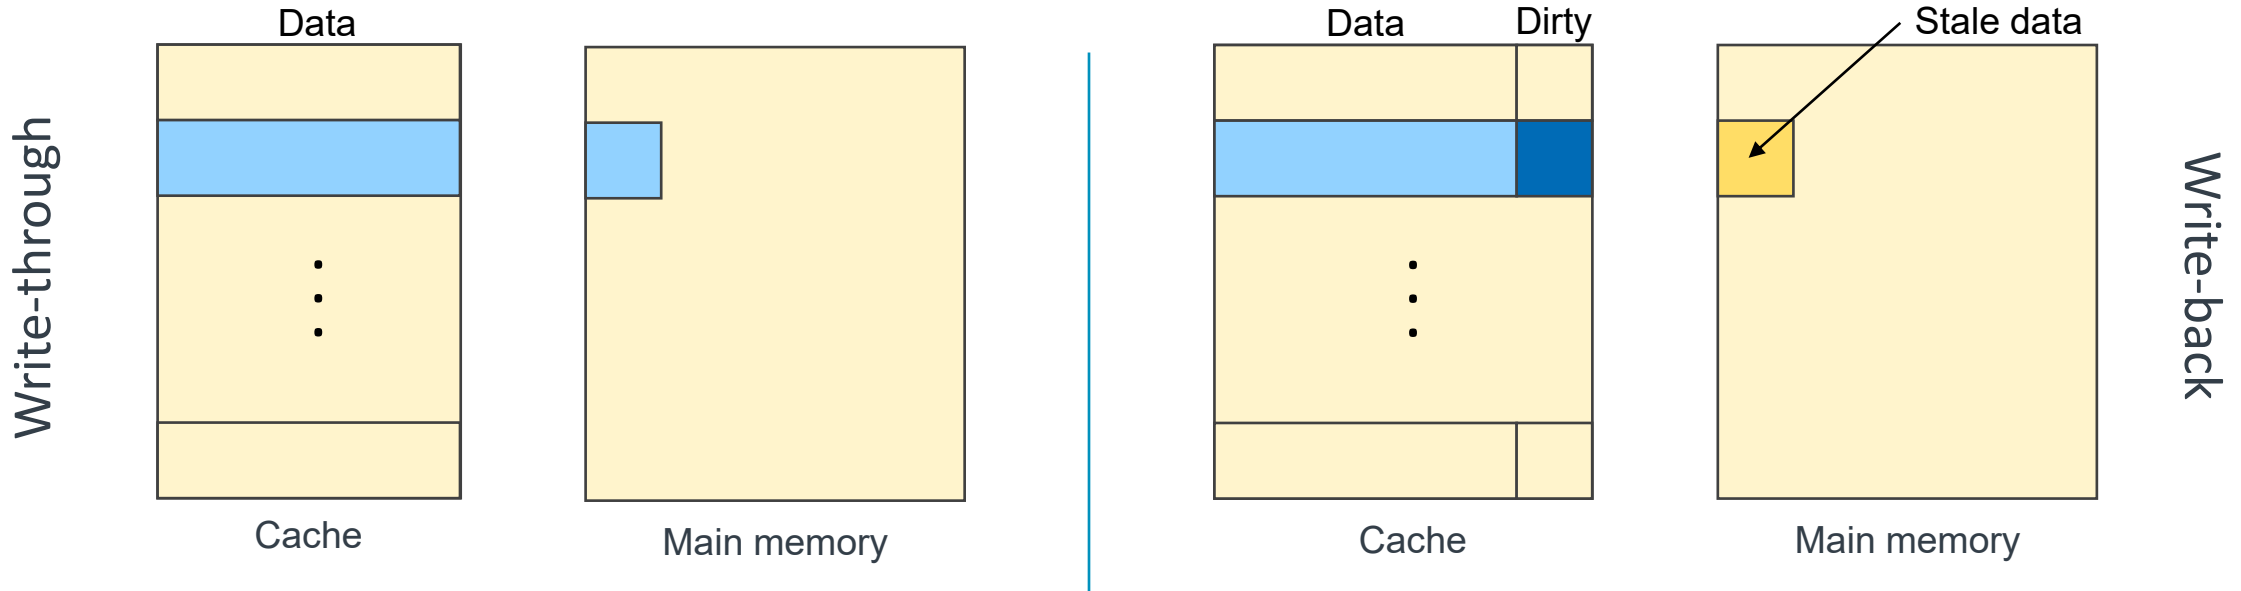 Write-through
Data
Cache
Main memory
Data
Dirty
Cache
Stale data
Main memory
Write-back